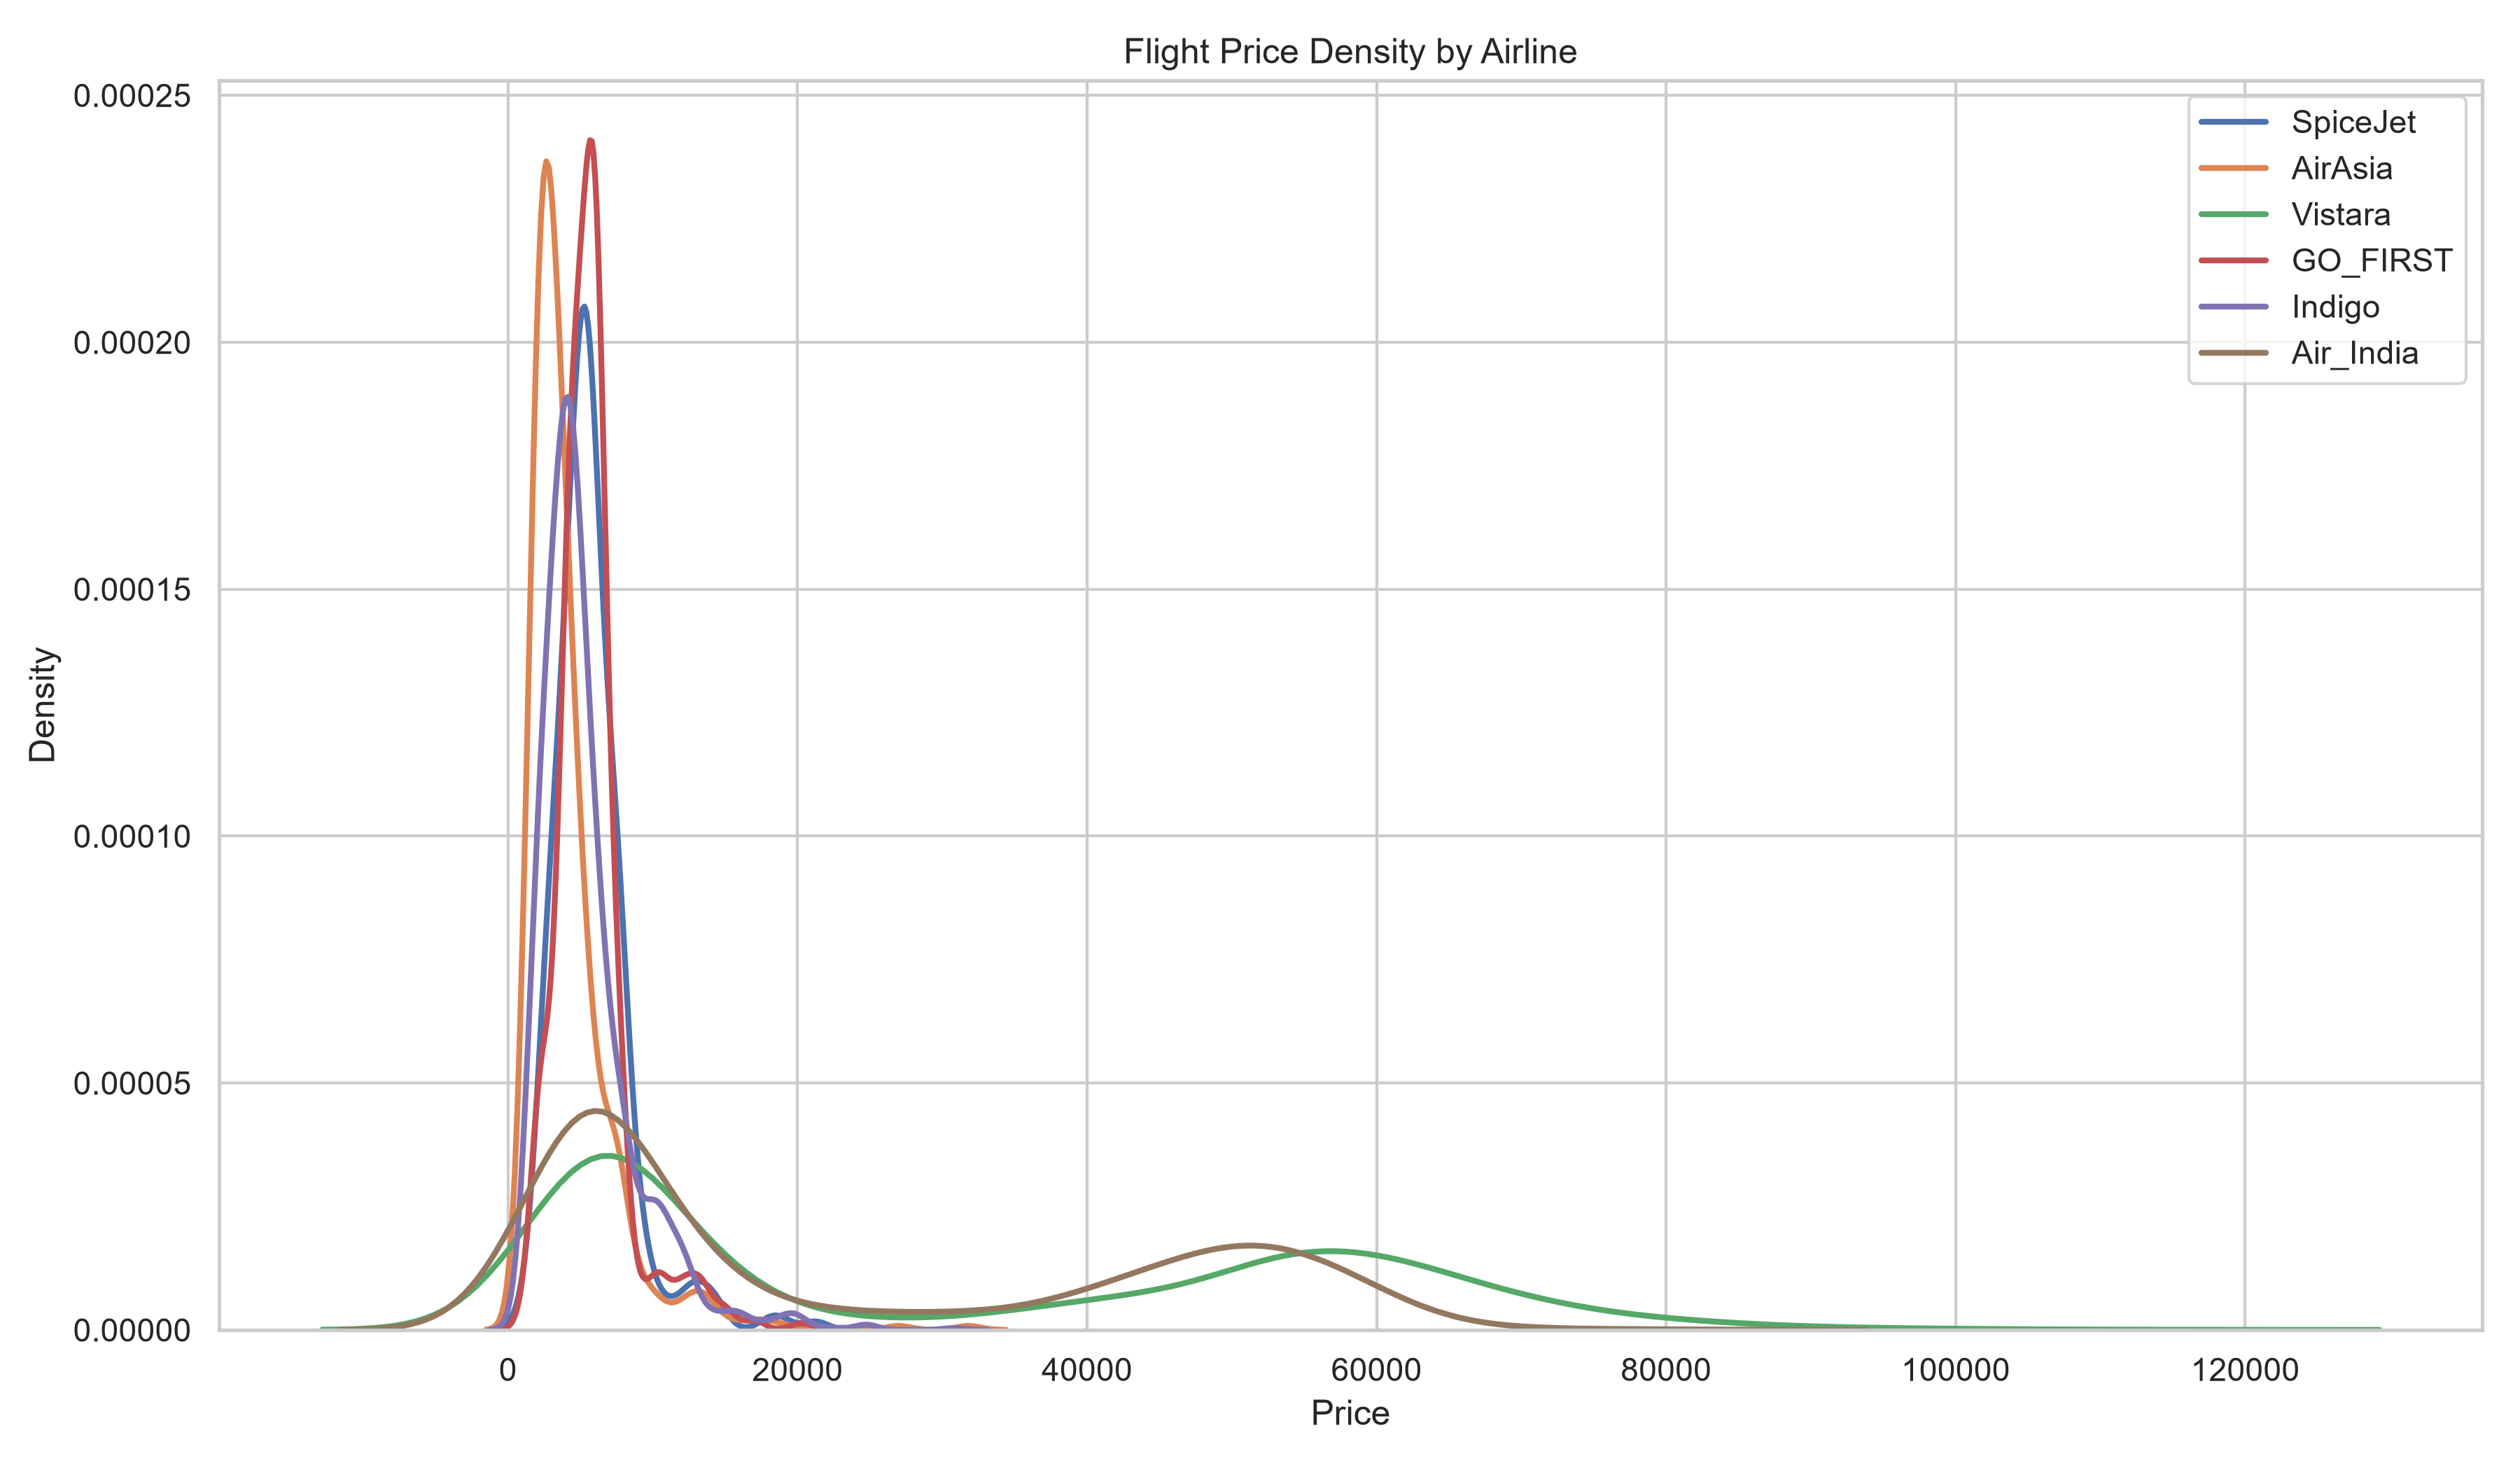 Flight Price Density by Airline
0.00025
0.00020
0.00015
0.00010
0.00005
0.00000
Density
SpiceJet
AirAsia
Vistara
GO_FIRST
Indigo
Air_India
0 20000 40000 60000 80000 100000 120000
Price